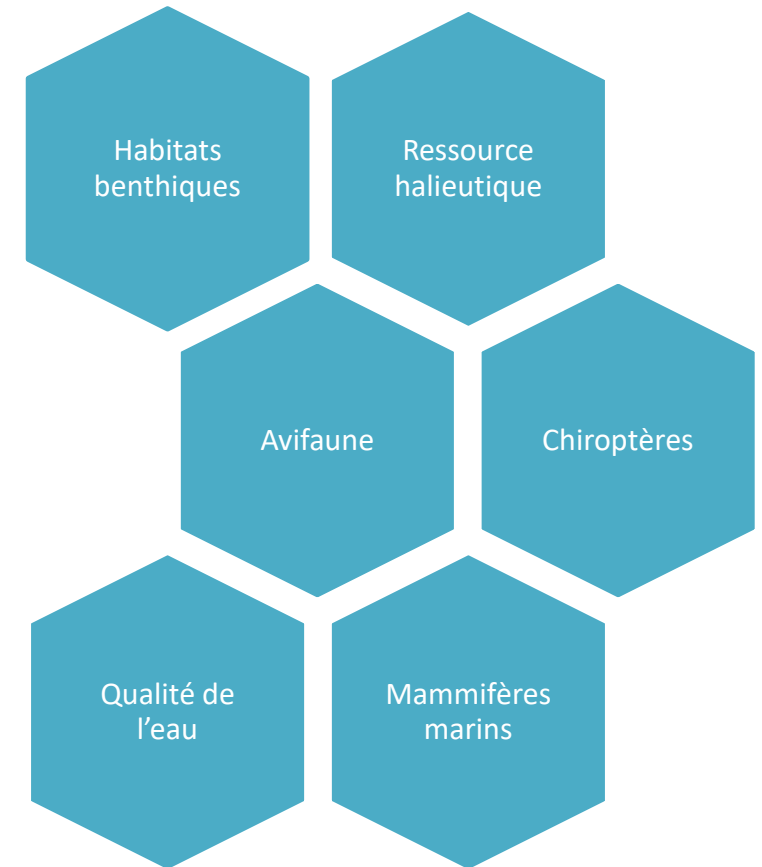 Habitats
benthiques
Ressource
halieutique
Avifaune
Chiroptères
Qualité de
l’eau
Mammifères
marins